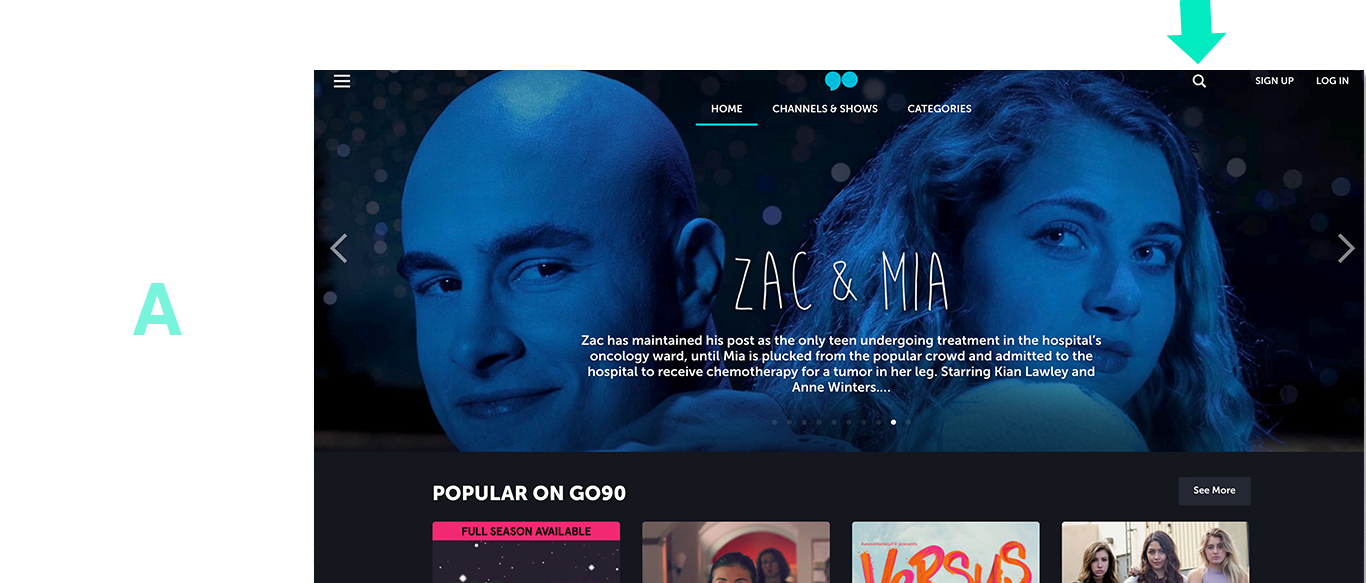 SIGN UP LOG IN
HOME CHANNELS & SHOWS CATEGORIES
A
ZAC & MIA
Zac has maintained his post as the only teen undergoing treatment in the hospital's
oncology ward, until Mia is plucked from the popular crowd and admitted to the
hospital to receive chemotherapy for a tumor in her leg. Starring Kian Lawley and
Anne Winters....
POPULAR ON GO90
See More
FULL SEASON AVAILABLE
VERSUS